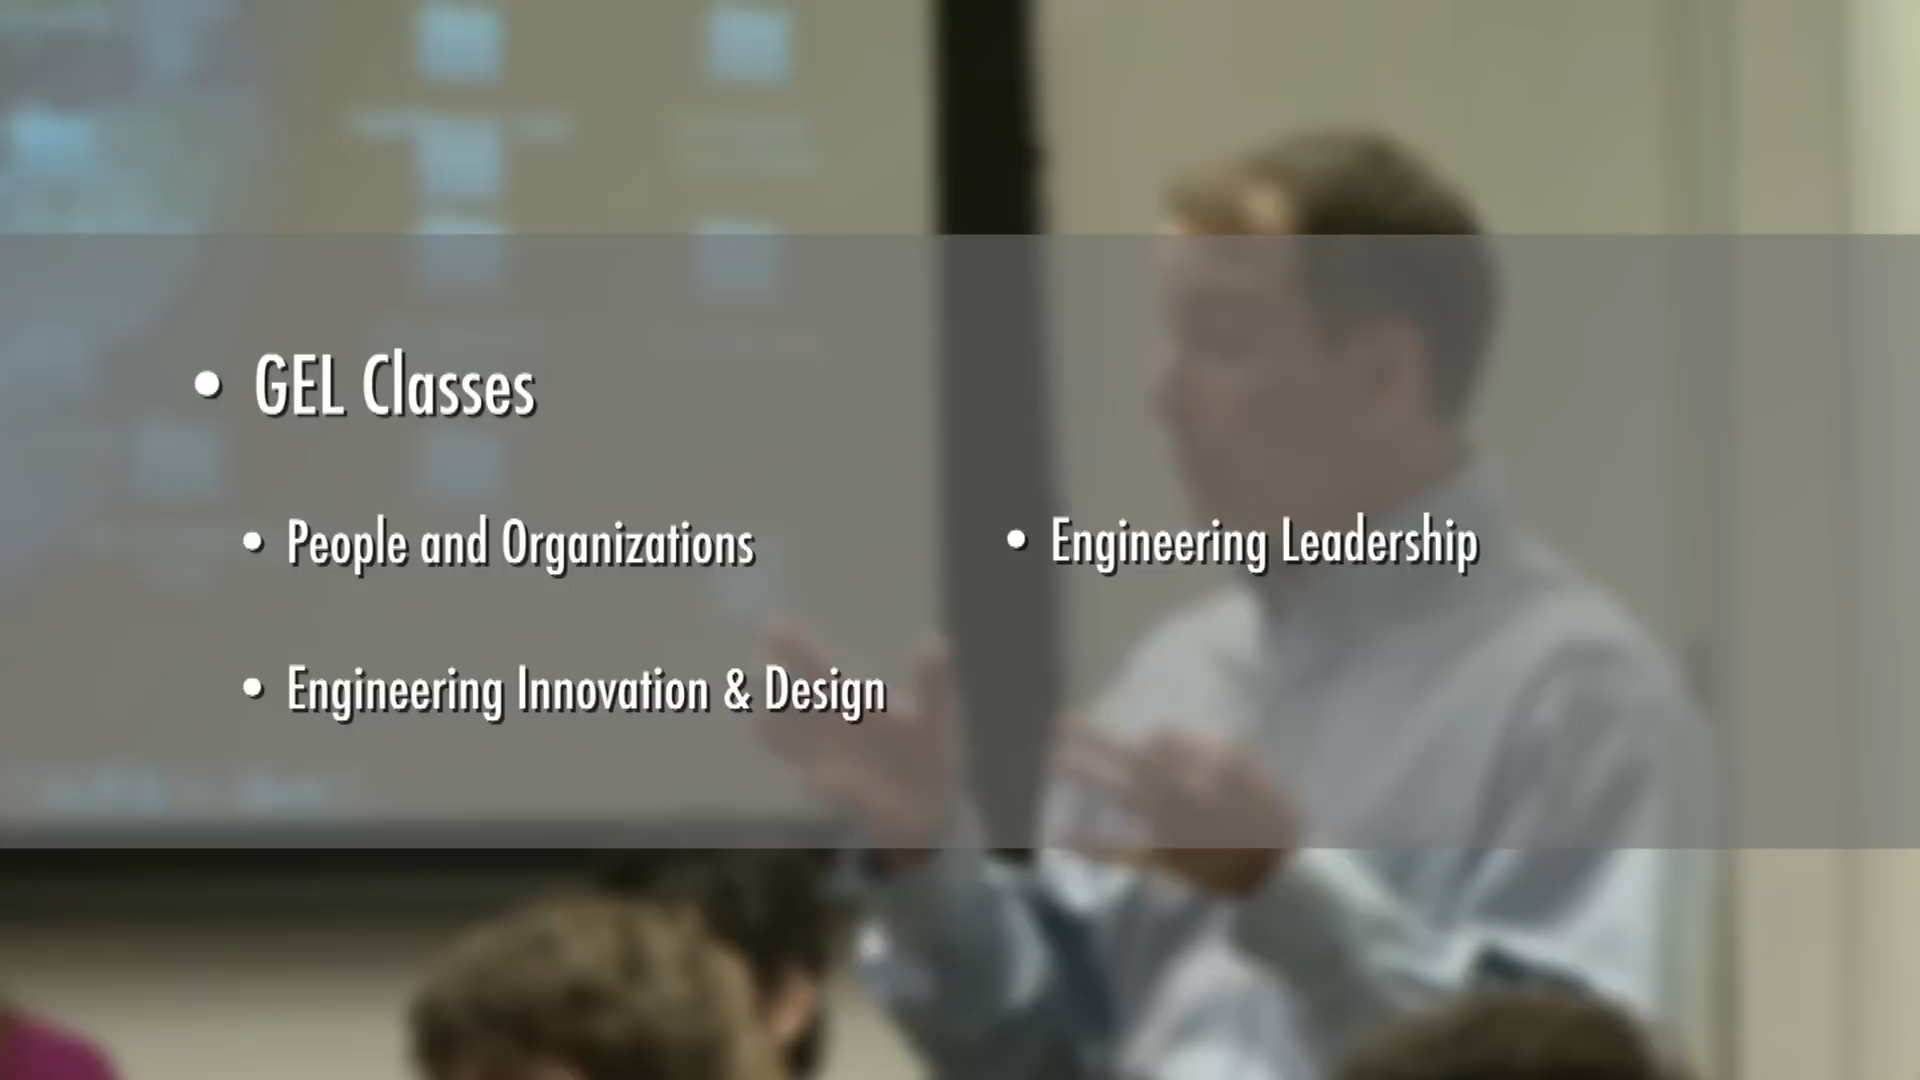 • GEL Classes
• People and Organizations
• Engineering Innovation & Design
• Engineering Leadership